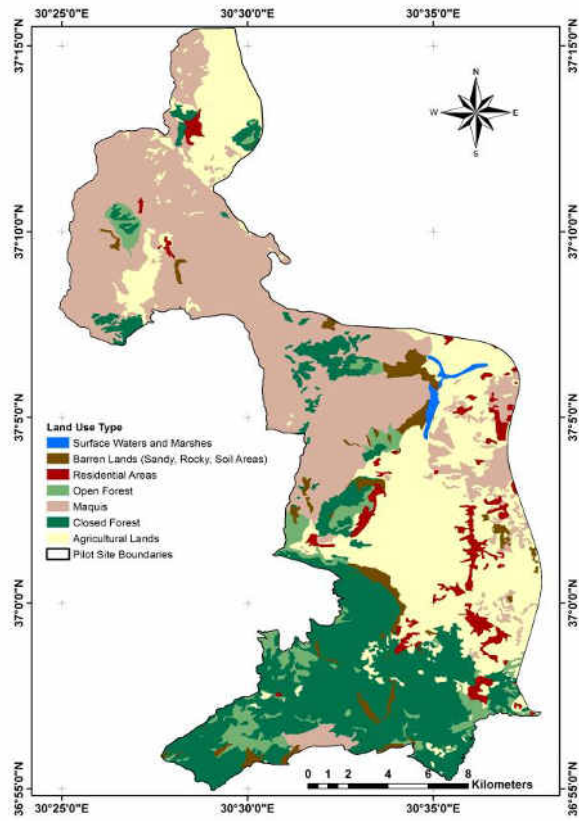 30°25'0"E 30°30'0"E 30°35'0"E
37°15'0"N 37°15'0"N
N
W E
S
37°10'0"N 37°10'0"N
37°5'0"N 37°5'0"N
Land Use Type
Surface Waters and Marshes
Barren Lands (Sandy, Rocky, Soil Areas)
Residential Areas
Open Forest
Maquis
Closed Forest
Agricultural Lands
Pilot Site Boundaries
37°0'0"N 37°0'0"N
36°55'0"N 36°55'0"N
0 1 2 4 6 8
Kilometers
30°25'0"E 30°30'0"E 30°35'0"E